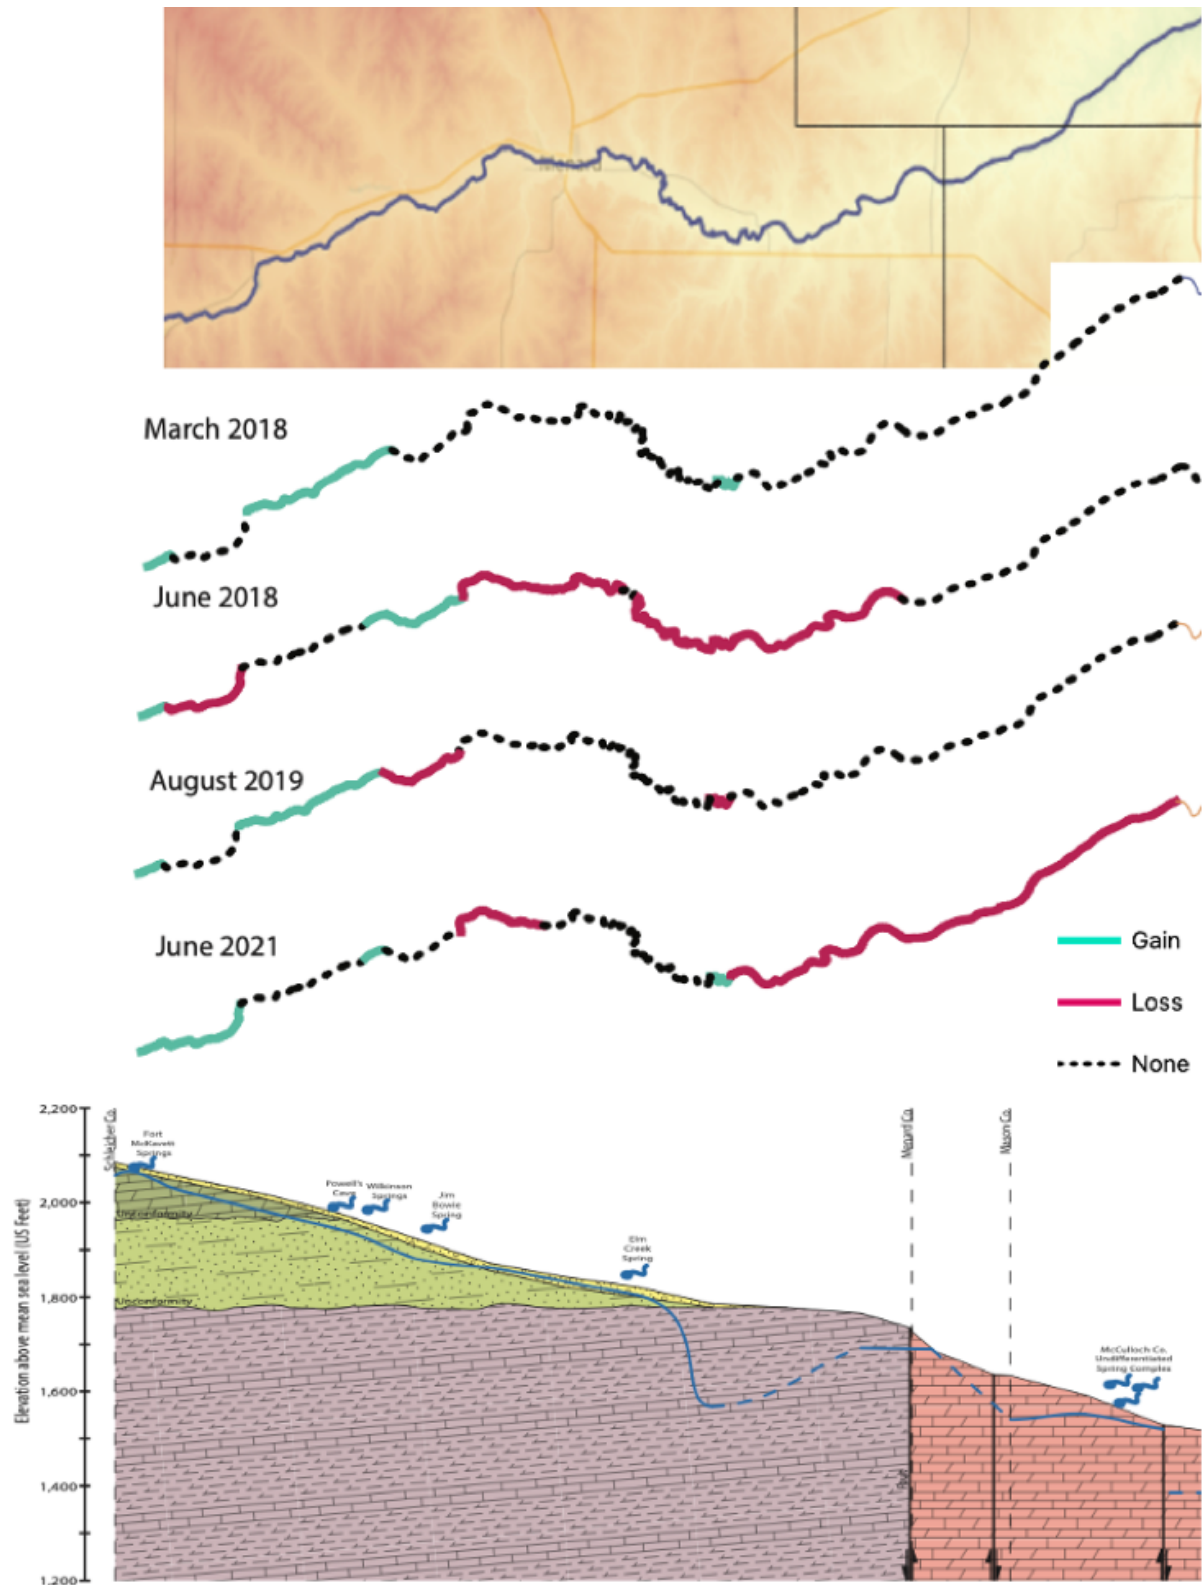 Menard
March 2018
June 2018
August 2019
June 2021
Gain
Loss
None
Elevation above mean sea level (US Feet)
2,200
2,000
1,800
1,600
1,400
1,200
Schleicher Co.
Fort
McKavett
Springs
Powell's
Cave
Wilkinson
Springs
Jim
Bowie
Spring
Elm
Creek
Spring
Menard Co.
Mason Co.
McCulloch Co.
Undifferentiated
Spring Complex
Unconformity
Unconformity
Fault